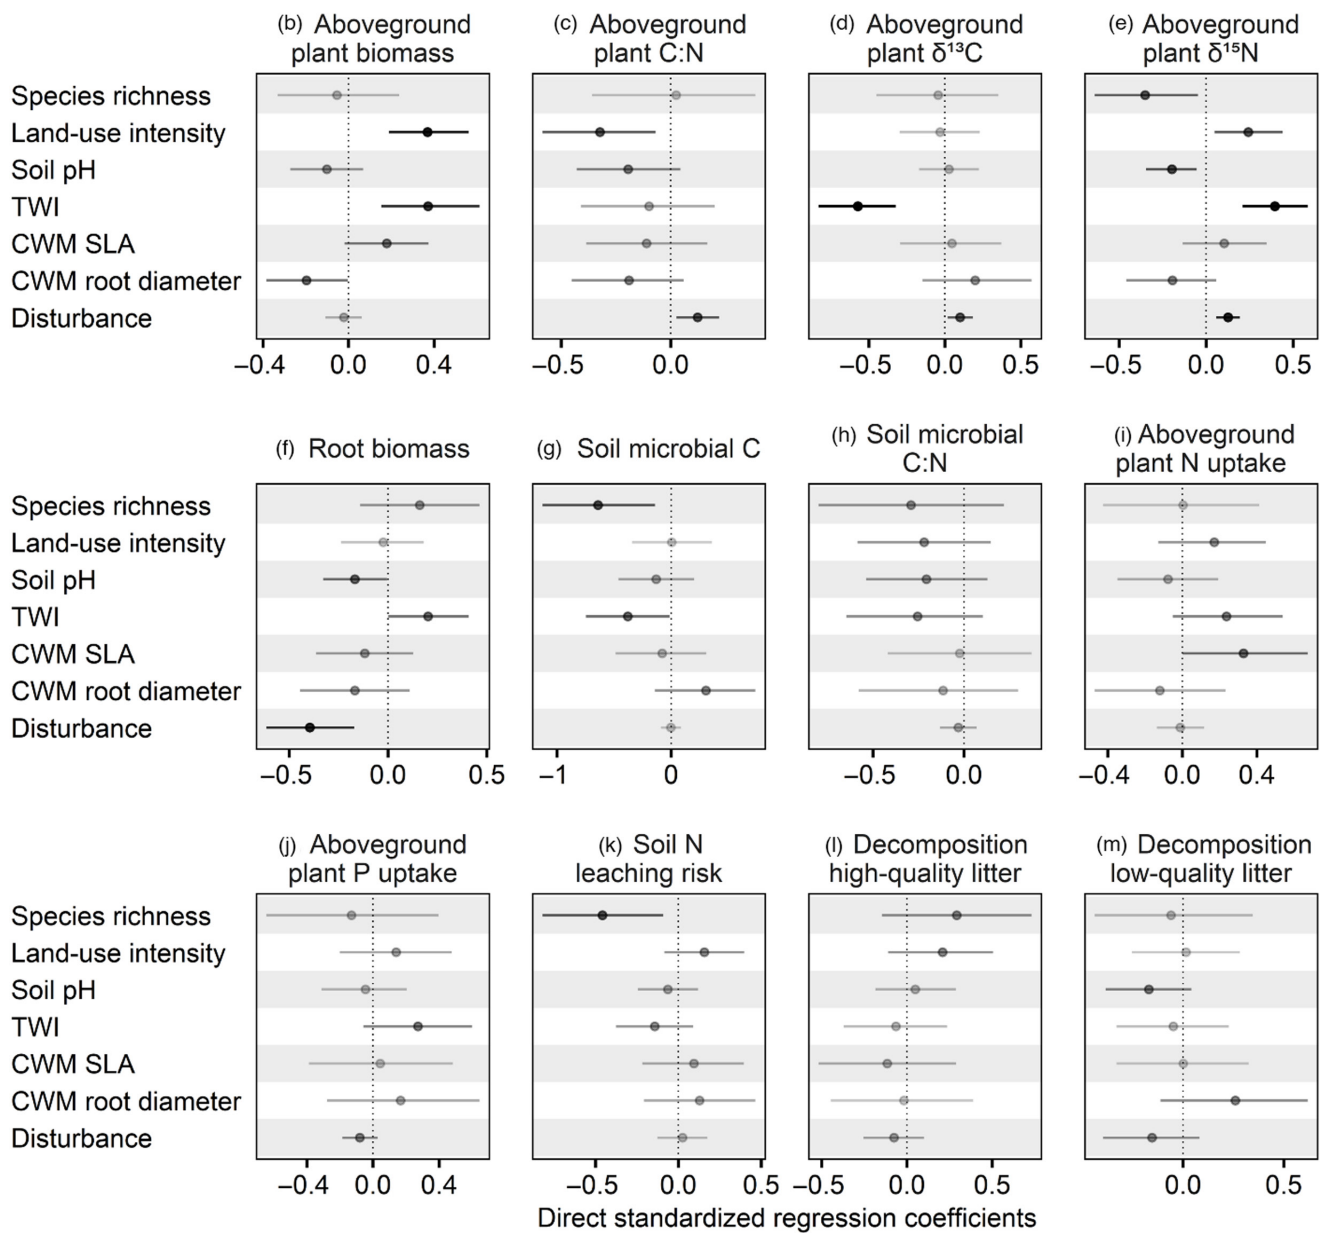 (b) Aboveground
plant biomass
(c) Aboveground
plant C:N
(d) Aboveground
plant δ¹³C
(e) Aboveground
plant δ¹⁵N
Species richness
Land-use intensity
Soil pH
TWI
CWM SLA
CWM root diameter
Disturbance
−0.4 0.0 0.4
−0.5 0.0
−0.5 0.0 0.5
−0.5 0.0 0.5
(f) Root biomass
(g) Soil microbial C
(h) Soil microbial
C:N
(i) Aboveground
plant N uptake
Species richness
Land-use intensity
Soil pH
TWI
CWM SLA
CWM root diameter
Disturbance
−0.5 0.0 0.5
−1 0
−0.5 0.0
−0.4 0.0 0.4
(j) Aboveground
plant P uptake
(k) Soil N
leaching risk
(l) Decomposition
high-quality litter
(m) Decomposition
low-quality litter
Species richness
Land-use intensity
Soil pH
TWI
CWM SLA
CWM root diameter
Disturbance
−0.4 0.0 0.4
−0.5 0.0 0.5
−0.5 0.0 0.5
0.0 0.5
Direct standardized regression coefficients